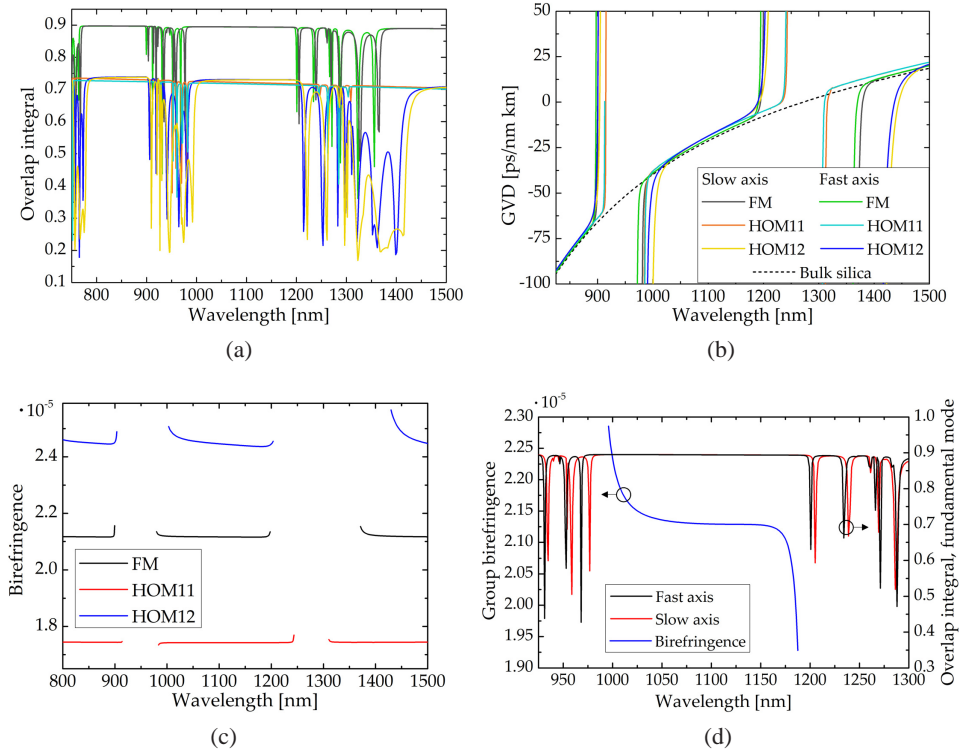 0.9
0.8
0.7
0.6
0.5
0.4
0.3
0.2
0.1
Overlap integral
800 900 1000 1100 1200 1300 1400 1500
Wavelength [nm]
(a)
50
25
0
-25
-50
-75
-100
GVD [ps/nm km]
Slow axis Fast axis
FM FM
HOM11 HOM11
HOM12 HOM12
Bulk silica
900 1000 1100 1200 1300 1400 1500
Wavelength [nm]
(b)
·10⁻⁵
2.4
2.2
2.0
1.8
Birefringence
FM
HOM11
HOM12
800 900 1000 1100 1200 1300 1400 1500
Wavelength [nm]
(c)
·10⁻⁵
2.30
2.25
2.20
2.15
2.10
2.05
2.00
1.95
1.90
Group birefringence
Fast axis
Slow axis
Birefringence
1.0
0.9
0.8
0.7
0.6
0.5
0.4
0.3
Overlap integral, fundamental mode
950 1000 1050 1100 1150 1200 1250 1300
Wavelength [nm]
(d)